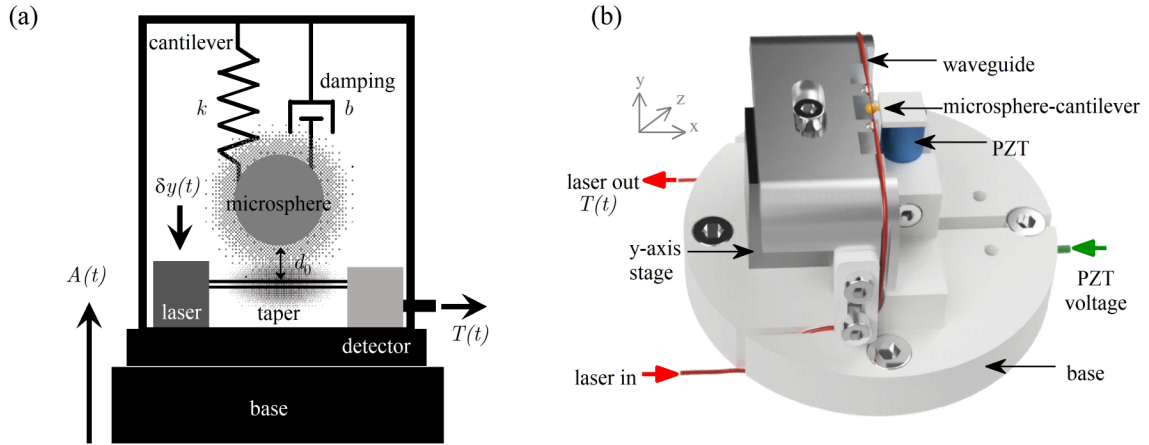 (a)
cantilever
damping
k
b
δy(t)
microsphere
d₀
A(t)
laser
taper
T(t)
detector
base
(b)
y
z
x
waveguide
microsphere-cantilever
PZT
laser out
T(t)
y-axis
stage
PZT
voltage
laser in
base